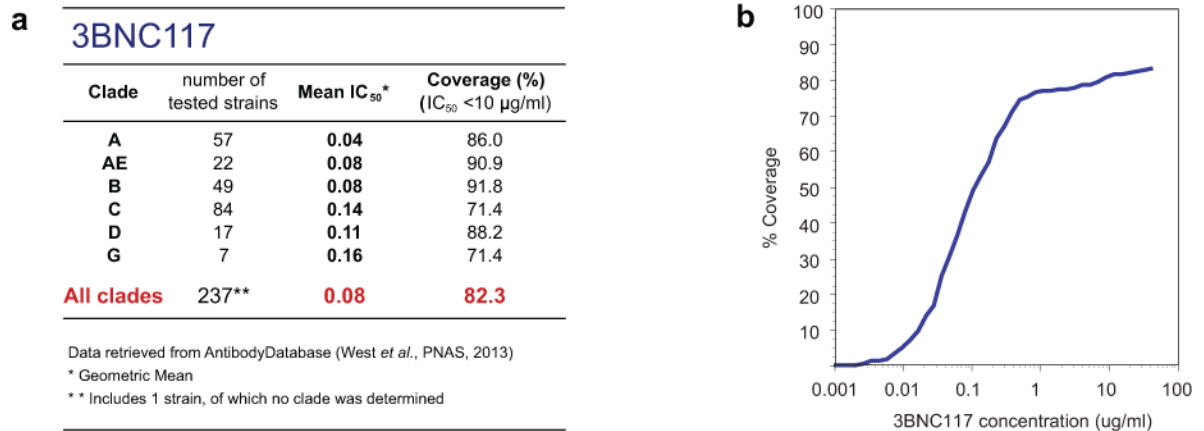 a
3BNC117
Clade number of tested strains Mean IC50* Coverage (%) (IC50 <10 µg/ml)
A 57 0.04 86.0
AE 22 0.08 90.9
B 49 0.08 91.8
C 84 0.14 71.4
D 17 0.11 88.2
G 7 0.16 71.4
All clades 237** 0.08 82.3
Data retrieved from AntibodyDatabase (West et al., PNAS, 2013)
* Geometric Mean
* * Includes 1 strain, of which no clade was determined
b
100
90
80
70
60
50
40
30
20
10
% Coverage
0.001 0.01 0.1 1 10 100
3BNC117 concentration (ug/ml)